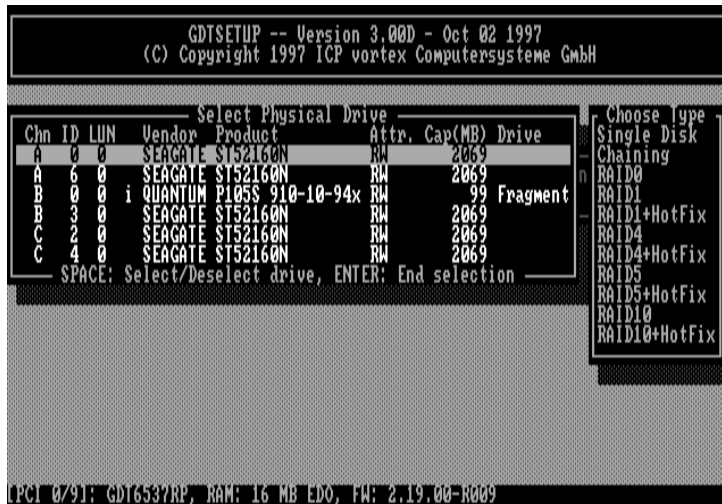 GDTSETUP -- Version 3.00D - Oct 02 1997
(C) Copyright 1997 ICP vortex Computersysteme GmbH
Select Physical Drive
Chn ID LUN Vendor Product Attr. Cap(MB) Drive
A 0 0 SEAGATE ST52160N RW 2069
A 6 0 SEAGATE ST52160N RW 2069
B 0 0 i QUANTUM P105S 910-10-94x RW 99 Fragment
B 3 0 SEAGATE ST52160N RW 2069
C 2 0 SEAGATE ST52160N RW 2069
C 4 0 SEAGATE ST52160N RW 2069
SPACE: Select/Deselect drive, ENTER: End selection
Choose Type
Single Disk
Chaining
RAID0
RAID1
RAID1+HotFix
RAID4
RAID4+HotFix
RAID5
RAID5+HotFix
RAID10
RAID10+HotFix
[PCI 0/9]: GDT6537RP, RAM: 16 MB EDO, FW: 2.19.00-R009